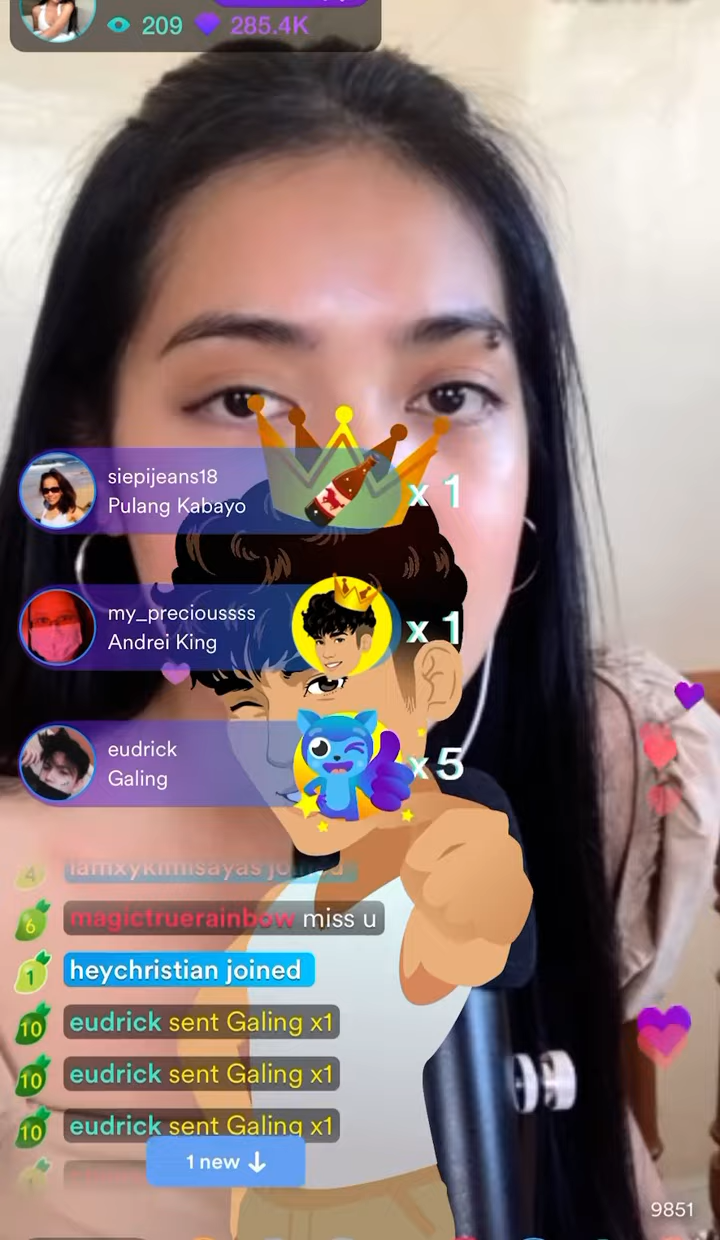 209 285.4K
siepijeans18
Pulang Kabayo
x 1
my_precioussss
Andrei King
x 1
eudrick
Galing
x 5
4
6 magictruerainbow miss u
1 heychristian joined
10 eudrick sent Galing x1
10 eudrick sent Galing x1
10 eudrick sent Galing x1
1 new
9851